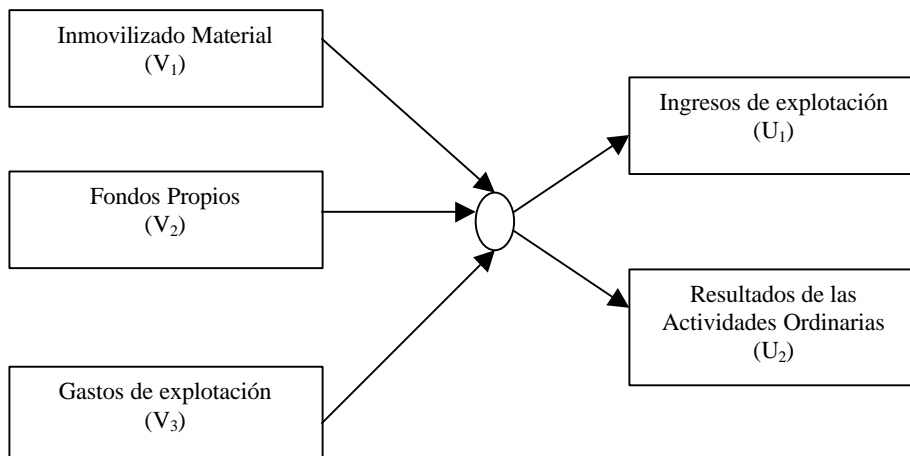 Inmovilizado Material
(V₁)
Fondos Propios
(V₂)
Gastos de explotación
(V₃)
Ingresos de explotación
(U₁)
Resultados de las
Actividades Ordinarias
(U₂)